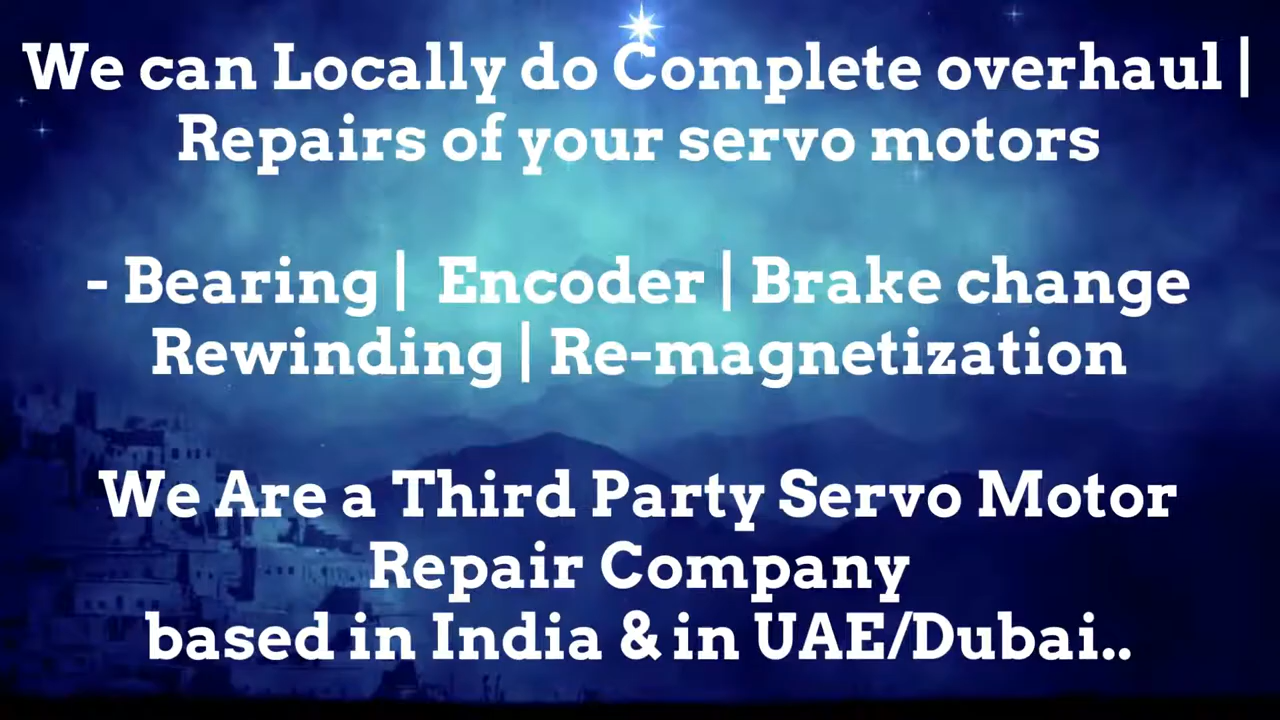 We can Locally do Complete overhaul |
Repairs of your servo motors
- Bearing | Encoder | Brake change
Rewinding | Re-magnetization
We Are a Third Party Servo Motor
Repair Company
based in India & in UAE/Dubai..